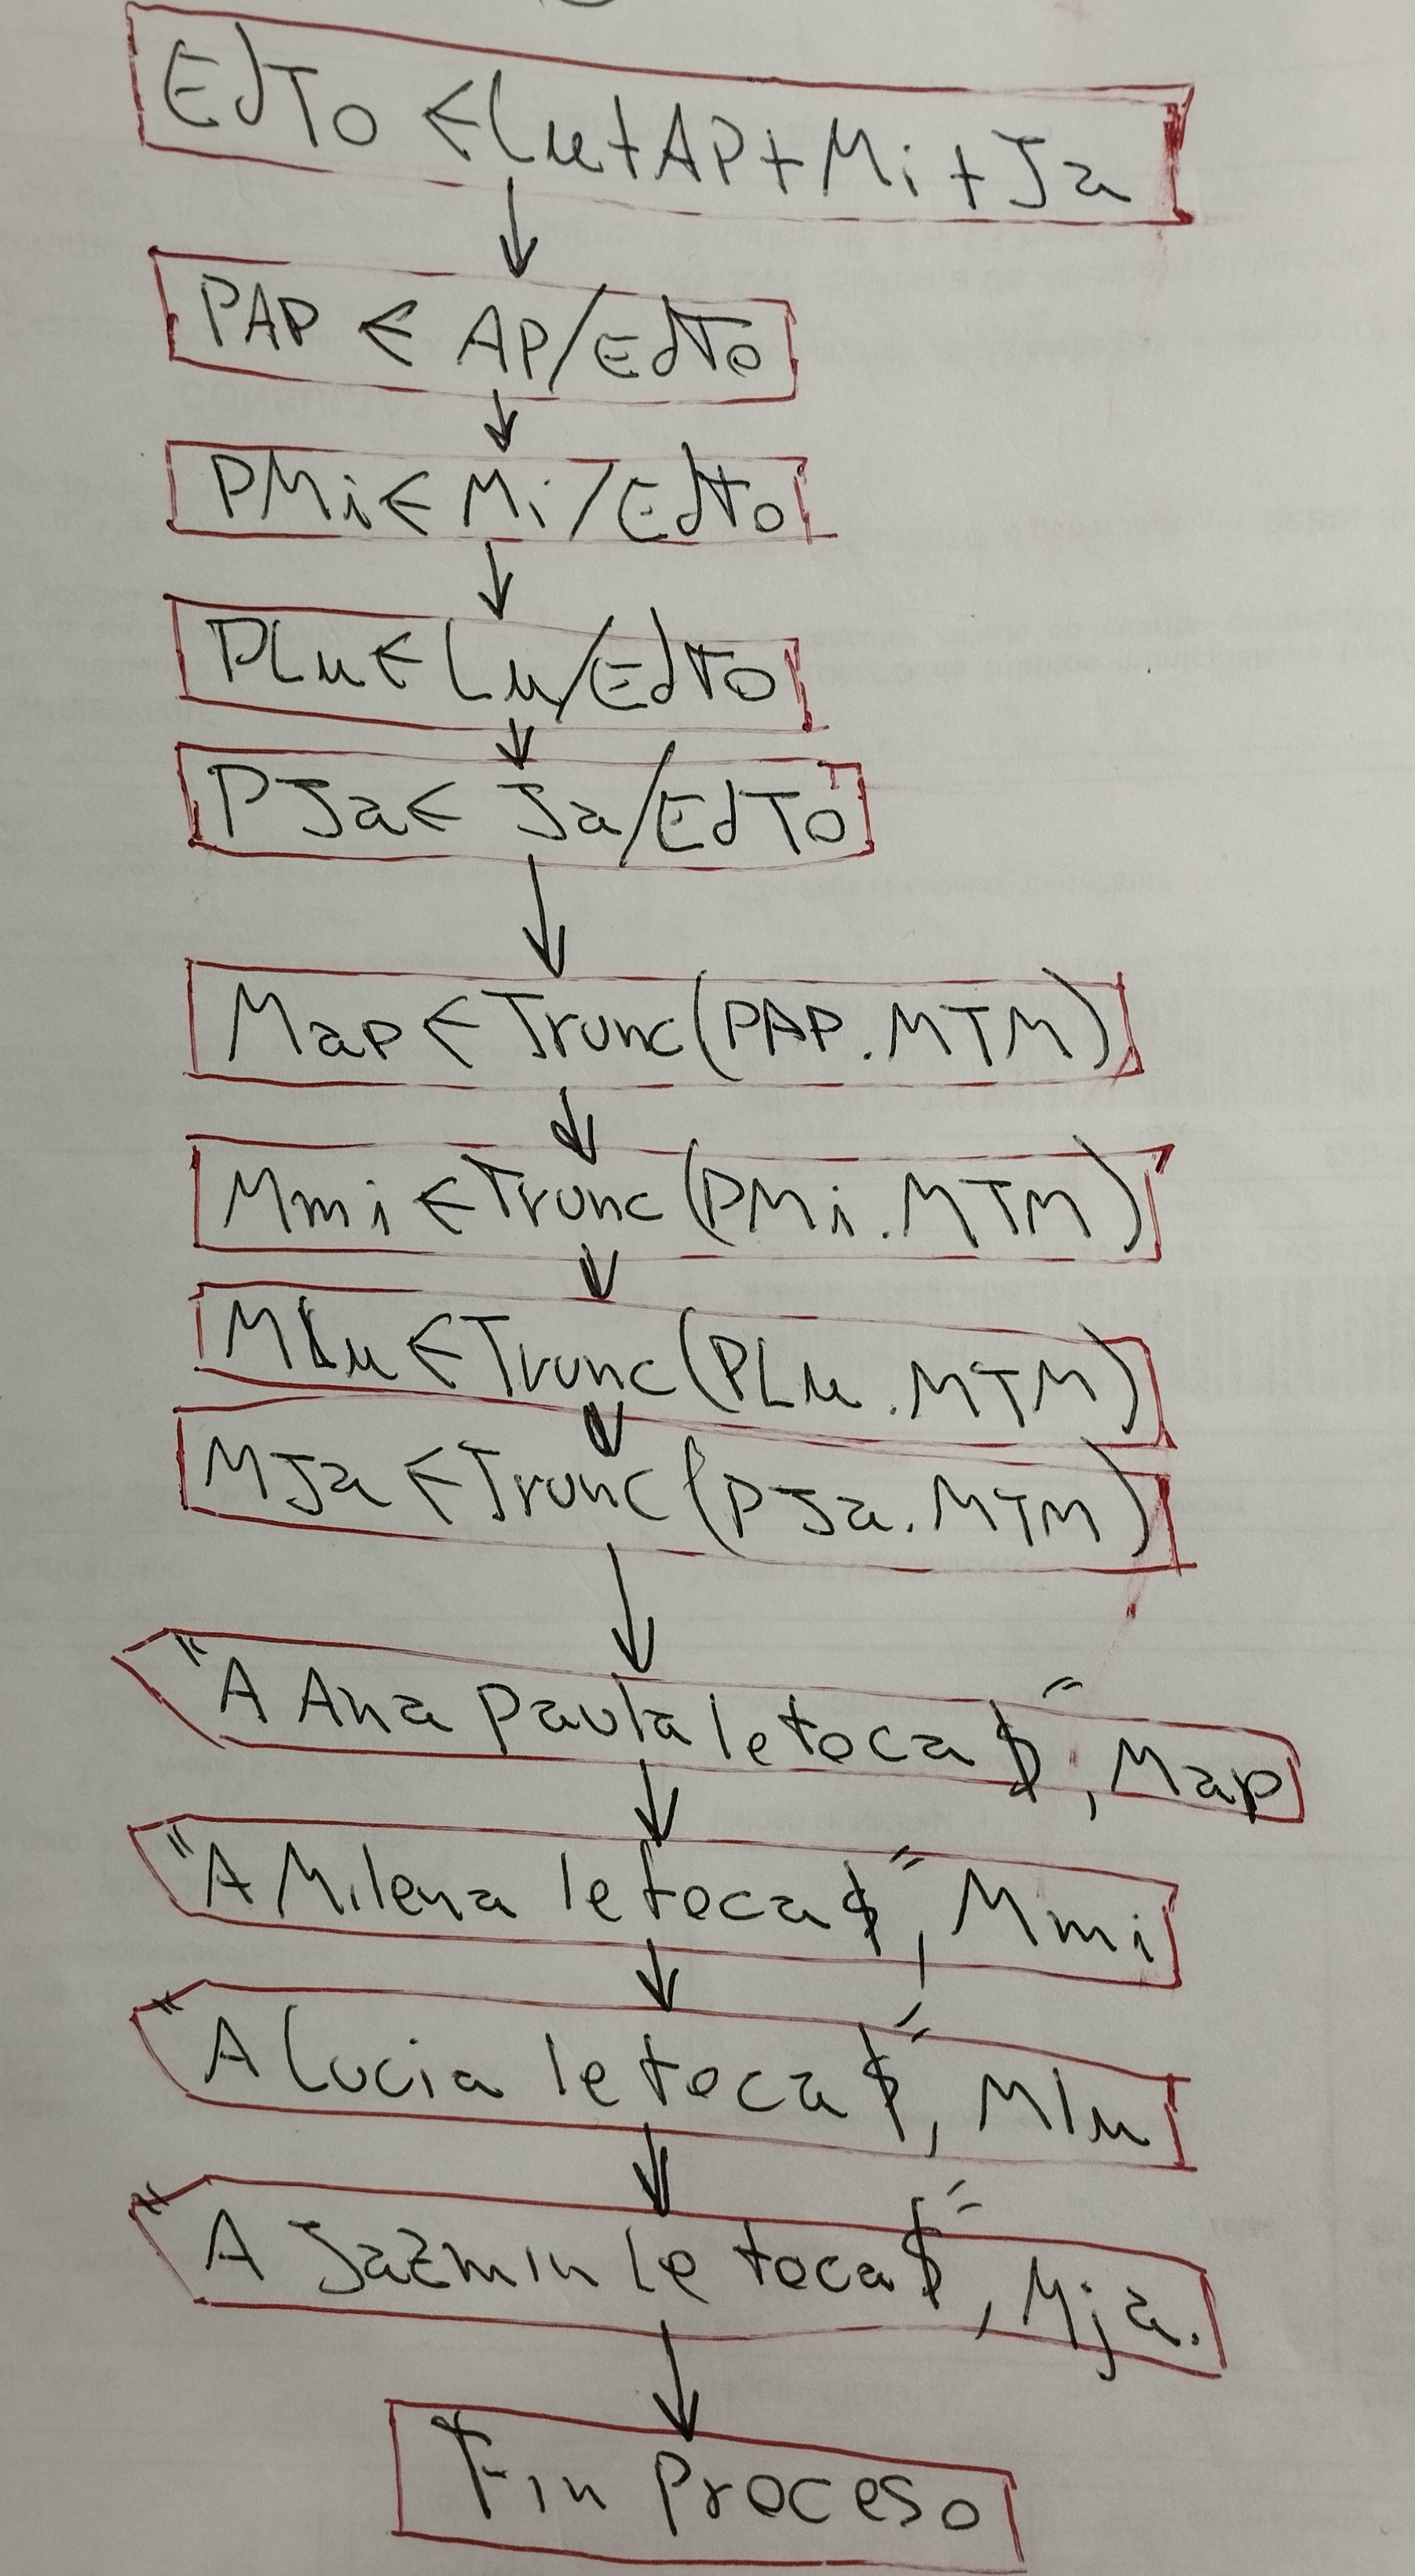 EdTo ← Lu + AP + Mi + Ja
PAP ← AP/EdTo
PMi ← Mi/EdTo
PLu ← Lu/EdTo
PJa ← Ja/EdTo
Map ← Trunc(PAP.MTM)
Mmi ← Trunc(PMi.MTM)
MLu ← Trunc(PLu.MTM)
MJa ← Trunc(PJa.MTM)
"A Ana Paula le toca $", Map
"A Milena le toca $", Mmi
"A Lucia le toca $", Mlu
"A Jazmin le toca $", Mja.
Fin Proceso